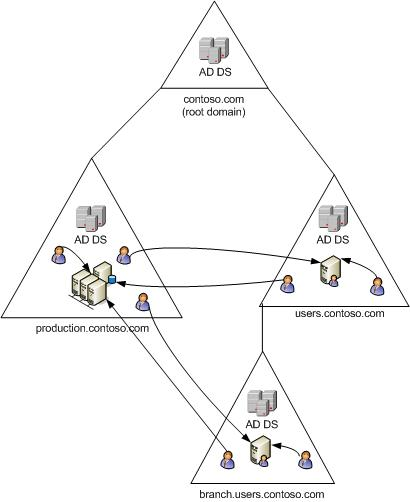 AD DS
contoso.com
(root domain)
AD DS
production.contoso.com
AD DS
users.contoso.com
AD DS
branch.users.contoso.com